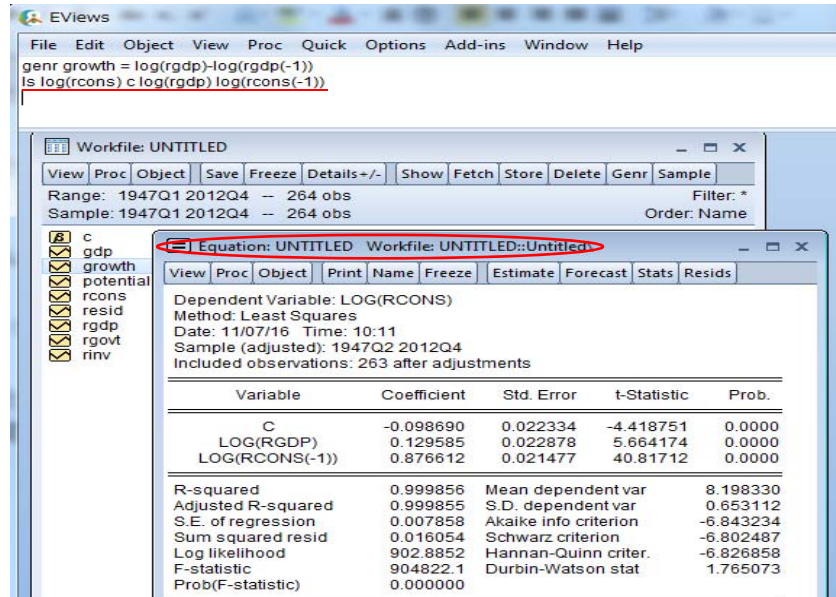 EViews
File Edit Object View Proc Quick Options Add-ins Window Help
genr growth = log(rgdp)-log(rgdp(-1))
ls log(rcons) c log(rgdp) log(rcons(-1))
Workfile: UNTITLED
View Proc Object Save Freeze Details+/- Show Fetch Store Delete Genr Sample
Range: 1947Q1 2012Q4 -- 264 obs Filter: *
Sample: 1947Q1 2012Q4 -- 264 obs Order: Name
c
gdp
growth
potential
rcons
resid
rgdp
rgovt
rinv
Equation: UNTITLED Workfile: UNTITLED::Untitled\
View Proc Object Print Name Freeze Estimate Forecast Stats Resids
Dependent Variable: LOG(RCONS)
Method: Least Squares
Date: 11/07/16 Time: 10:11
Sample (adjusted): 1947Q2 2012Q4
Included observations: 263 after adjustments
Variable Coefficient Std. Error t-Statistic Prob.
C -0.098690 0.022334 -4.418751 0.0000
LOG(RGDP) 0.129585 0.022878 5.664174 0.0000
LOG(RCONS(-1)) 0.876612 0.021477 40.81712 0.0000
R-squared 0.999856 Mean dependent var 8.198330
Adjusted R-squared 0.999855 S.D. dependent var 0.653112
S.E. of regression 0.007858 Akaike info criterion -6.843234
Sum squared resid 0.016054 Schwarz criterion -6.802487
Log likelihood 902.8852 Hannan-Quinn criter. -6.826858
F-statistic 904822.1 Durbin-Watson stat 1.765073
Prob(F-statistic) 0.000000